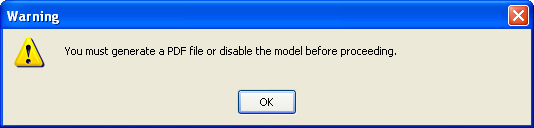 Warning
You must generate a PDF file or disable the model before proceeding.
OK